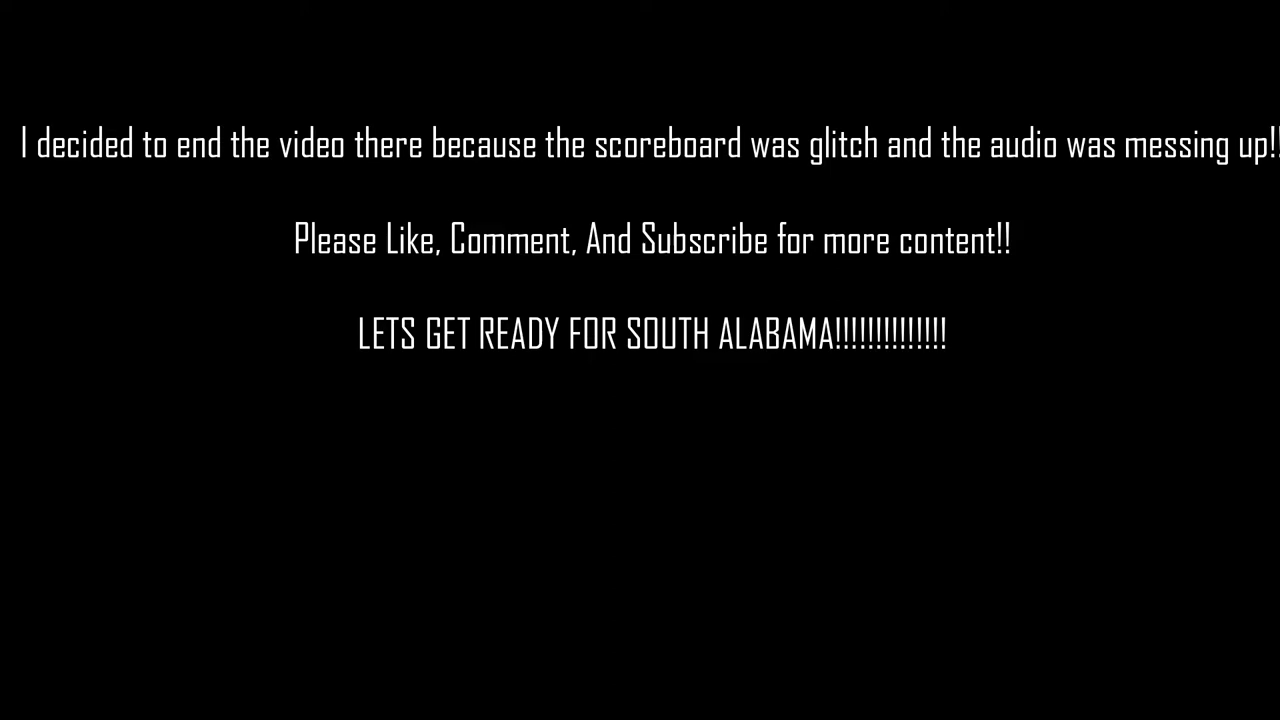 I decided to end the video there because the scoreboard was glitch and the audio was messing up!!
Please Like, Comment, And Subscribe for more content!!
LETS GET READY FOR SOUTH ALABAMA!!!!!!!!!!!!!!